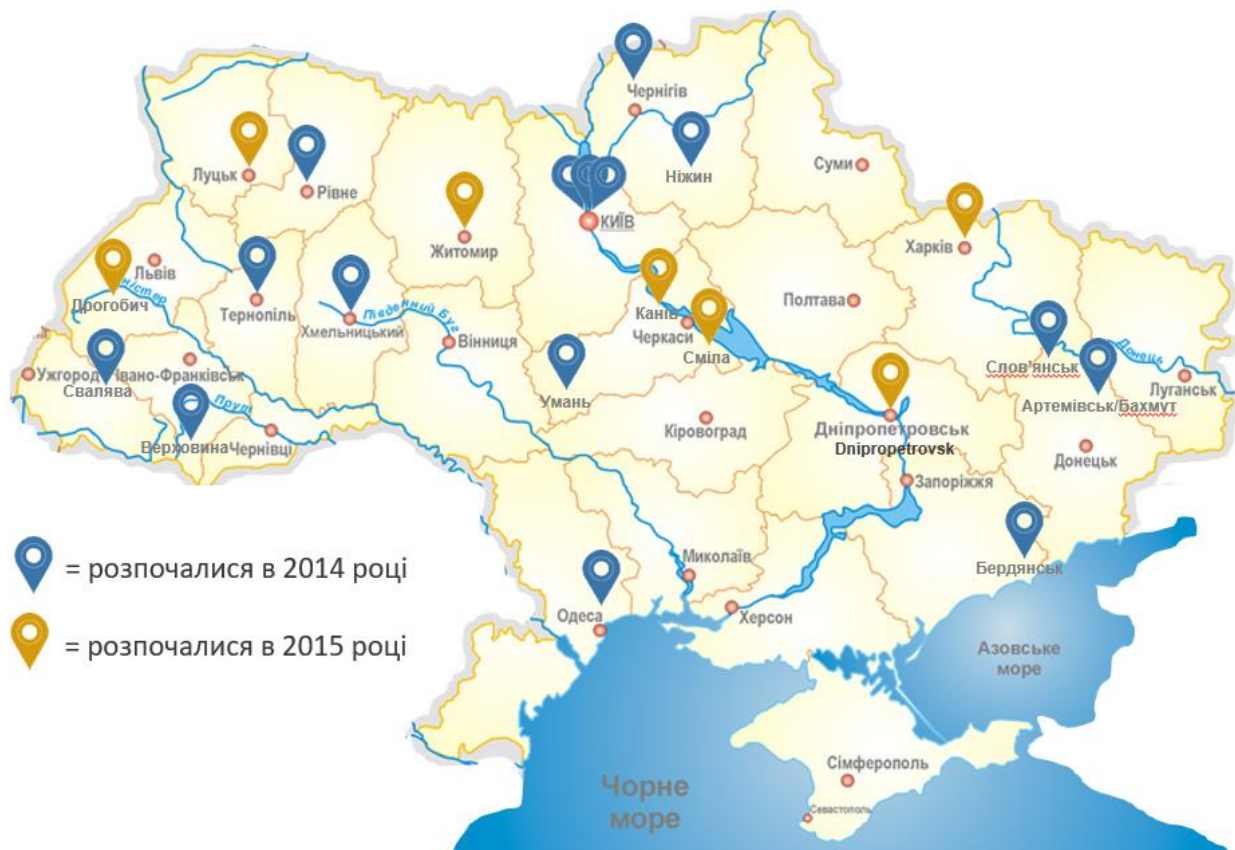 Чернігів
Ніжин
Суми
Луцьк
Рівне
КИЇВ
Житомир
Харків
Львів
Дрогобич
ністер
Тернопіль
Хмельницький
Південний Буг
Вінниця
Канів
Черкаси
Сміла
Полтава
Слов’янськ
Донець
Луганськ
Артемівськ/Бахмут
Ужгород
Івано-Франківськ
Свалява
Прут
Верховина
Чернівці
Умань
Кіровоград
Дніпропетровськ
Dnipropetrovsk
Донецьк
Запоріжжя
Бердянськ
Миколаїв
Херсон
Одеса
= розпочалися в 2014 році
= розпочалися в 2015 році
Азовське
море
Сімферополь
Севастополь
Чорне
море